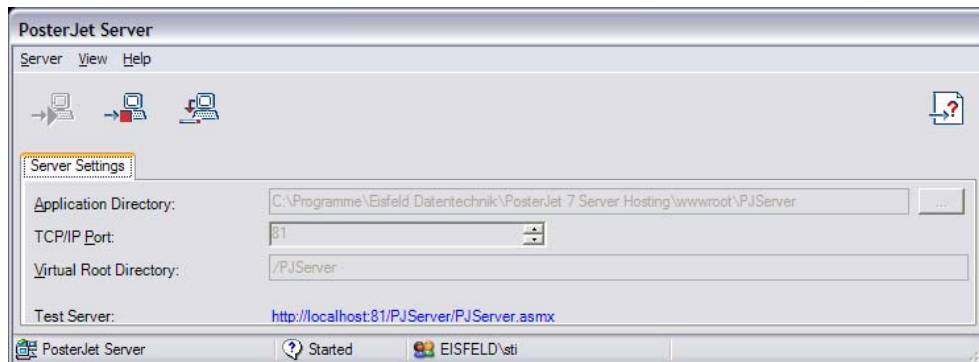 PosterJet Server
Server View Help
Server Settings
Application Directory: C:\Programme\Eisfeld Datentechnik\PosterJet 7 Server Hosting\wwwroot\PJServer ...
TCP/IP Port: 81
Virtual Root Directory: /PJServer
Test Server: http://localhost:81/PJServer/PJServer.asmx
PosterJet Server Started EISFELD\sti